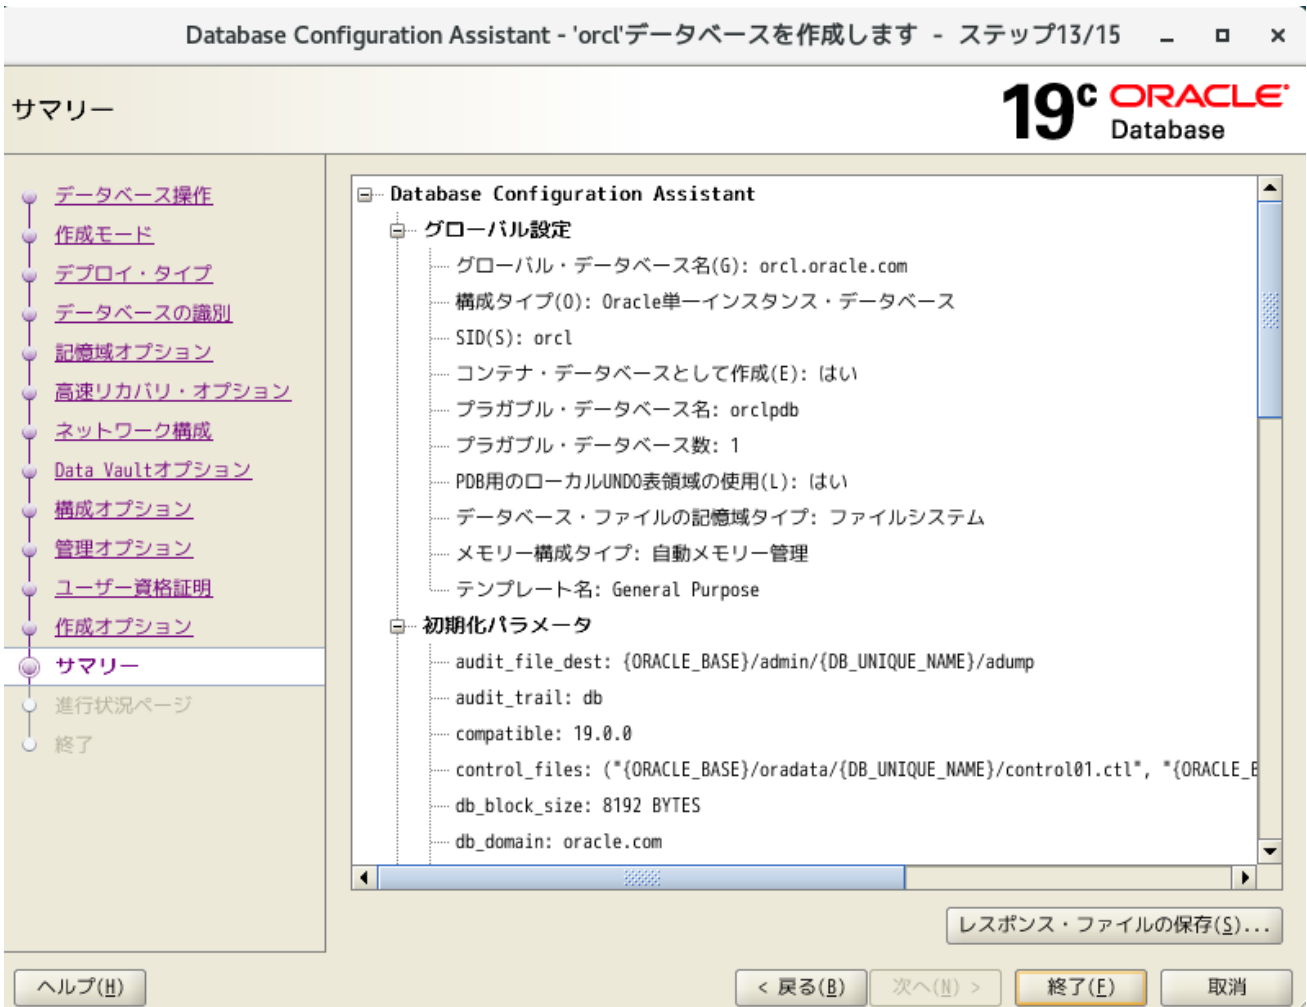 Database Configuration Assistant - 'orcl'データベースを作成します - ステップ13/15
サマリー
19c ORACLE
Database
データベース操作
作成モード
デプロイ・タイプ
データベースの識別
記憶域オプション
高速リカバリ・オプション
ネットワーク構成
Data Vaultオプション
構成オプション
管理オプション
ユーザー資格証明
作成オプション
サマリー
進行状況ページ
終了
Database Configuration Assistant
グローバル設定
グローバル・データベース名(G): orcl.oracle.com
構成タイプ(O): Oracle単一インスタンス・データベース
SID(S): orcl
コンテナ・データベースとして作成(E): はい
プラガブル・データベース名: orclpdb
プラガブル・データベース数: 1
PDB用のローカルUNDO表領域の使用(L): はい
データベース・ファイルの記憶域タイプ: ファイルシステム
メモリー構成タイプ: 自動メモリー管理
テンプレート名: General Purpose
初期化パラメータ
audit_file_dest: {ORACLE_BASE}/admin/{DB_UNIQUE_NAME}/adump
audit_trail: db
compatible: 19.0.0
control_files: ("{ORACLE_BASE}/oradata/{DB_UNIQUE_NAME}/control01.ctl", "{ORACLE_
db_block_size: 8192 BYTES
db_domain: oracle.com
レスポンス・ファイルの保存(S)...
ヘルプ(H)
< 戻る(B)
次へ(N) >
終了(F)
取消